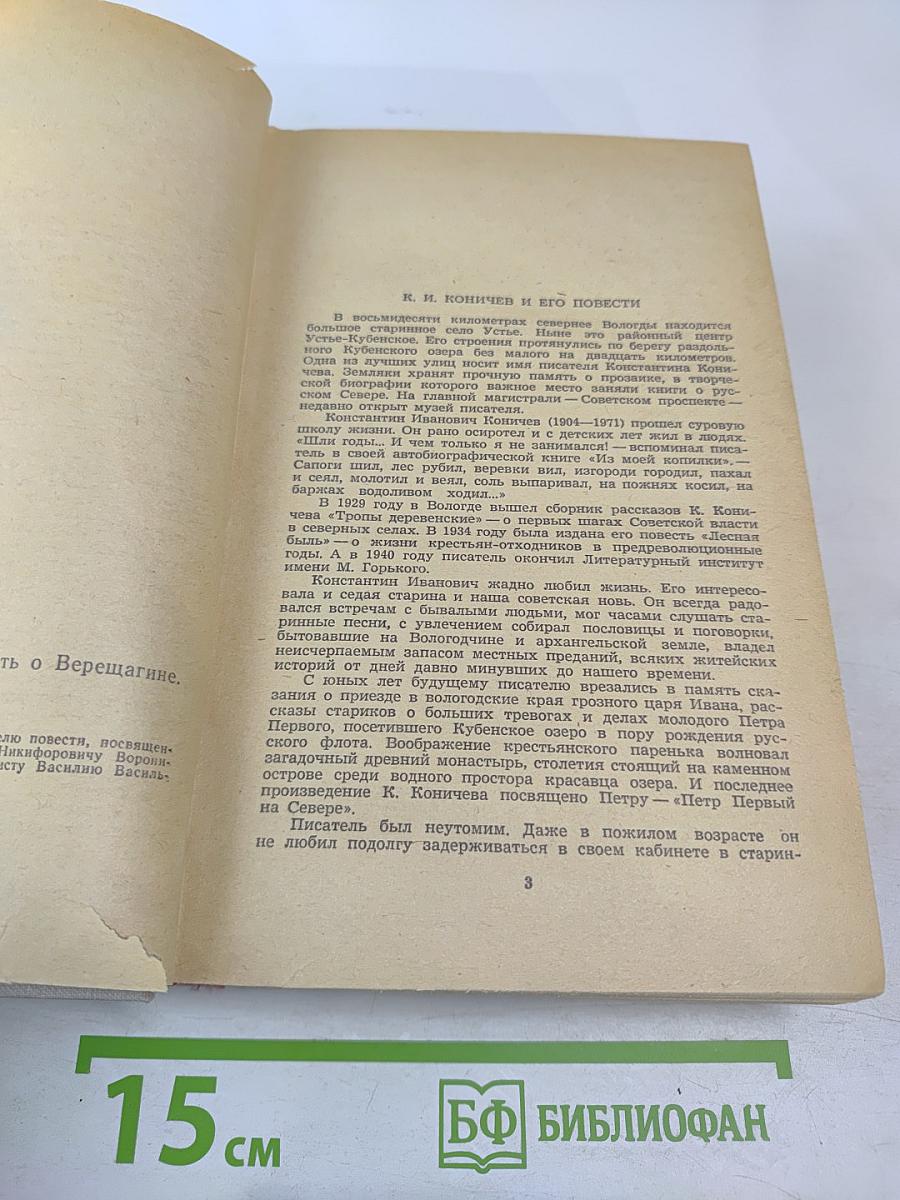 ть о Верещагине.
лю повести, посвящен-
Никифоровичу Ворони-
исту Василию Василь-
К. И. КОНИЧЕВ И ЕГО ПОВЕСТИ
В восьмидесяти километрах севернее Вологды находится
большое старинное село Устье. Ныне это районный центр
Устье-Кубенское. Его строения протянулись по берегу раздоль-
ного Кубенского озера без малого на двадцать километров.
Одна из лучших улиц носит имя писателя Константина Кони-
чева. Земляки хранят прочную память о прозаике, в творче-
ской биографии которого важное место заняли книги о рус-
ском Севере. На главной магистрали — Советском проспекте —
недавно открыт музей писателя.
Константин Иванович Коничев (1904—1971) прошел суровую
школу жизни. Он рано осиротел и с детских лет жил в людях.
«Шли годы... И чем только я не занимался! — вспоминал писа-
тель в своей автобиографической книге «Из моей копилки». —
Сапоги шил, лес рубил, веревки вил, изгороди городил, пахал
и сеял, молотил и веял, соль выпаривал, на пожнях косил, на
баржах водоливом ходил...»
В 1929 году в Вологде вышел сборник рассказов К. Кони-
чева «Тропы деревенские» — о первых шагах Советской власти
в северных селах. В 1934 году была издана его повесть «Лесная
быль» — о жизни крестьян-отходников в предреволюционные
годы. А в 1940 году писатель окончил Литературный институт
имени М. Горького.
Константин Иванович жадно любил жизнь. Его интересо-
вала и седая старина и наша советская новь. Он всегда радо-
вался встречам с бывалыми людьми, мог часами слушать ста-
ринные песни, с увлечением собирал пословицы и поговорки,
бытовавшие на Вологодчине и архангельской земле, владел
неисчерпаемым запасом местных преданий, всяких житейских
историй от дней давно минувших до нашего времени.
С юных лет будущему писателю врезались в память ска-
зания о приезде в вологодские края грозного царя Ивана, рас-
сказы стариков о больших тревогах и делах молодого Петра
Первого, посетившего Кубенское озеро в пору рождения рус-
ского флота. Воображение крестьянского паренька волновал
загадочный древний монастырь, столетия стоящий на каменном
острове среди водного простора красавца озера. И последнее
произведение К. Коничева посвящено Петру — «Петр Первый
на Севере».
Писатель был неутомим. Даже в пожилом возрасте он
не любил подолгу задерживаться в своем кабинете в старин-
3
15 см
БФ БИБЛИОФАН